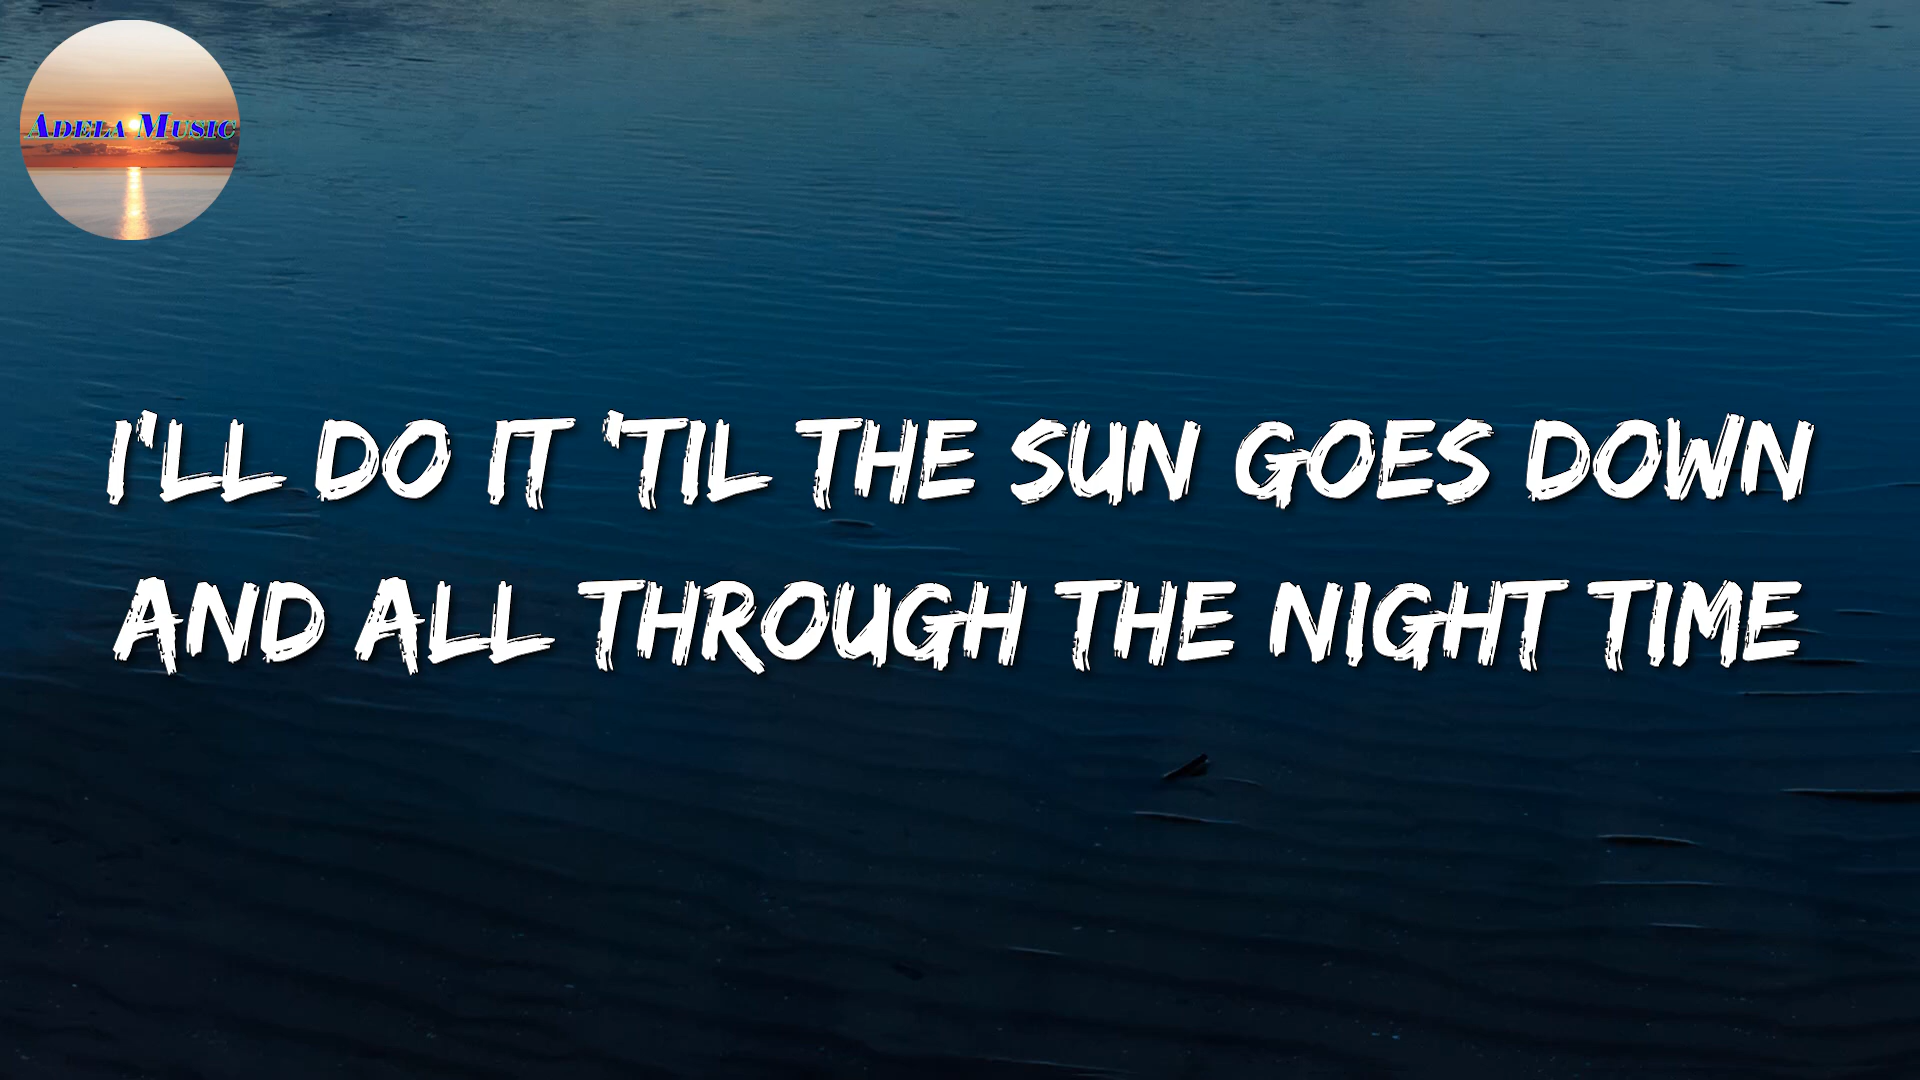 Adela Music
I'LL DO IT 'TIL THE SUN GOES DOWN
AND ALL THROUGH THE NIGHT TIME